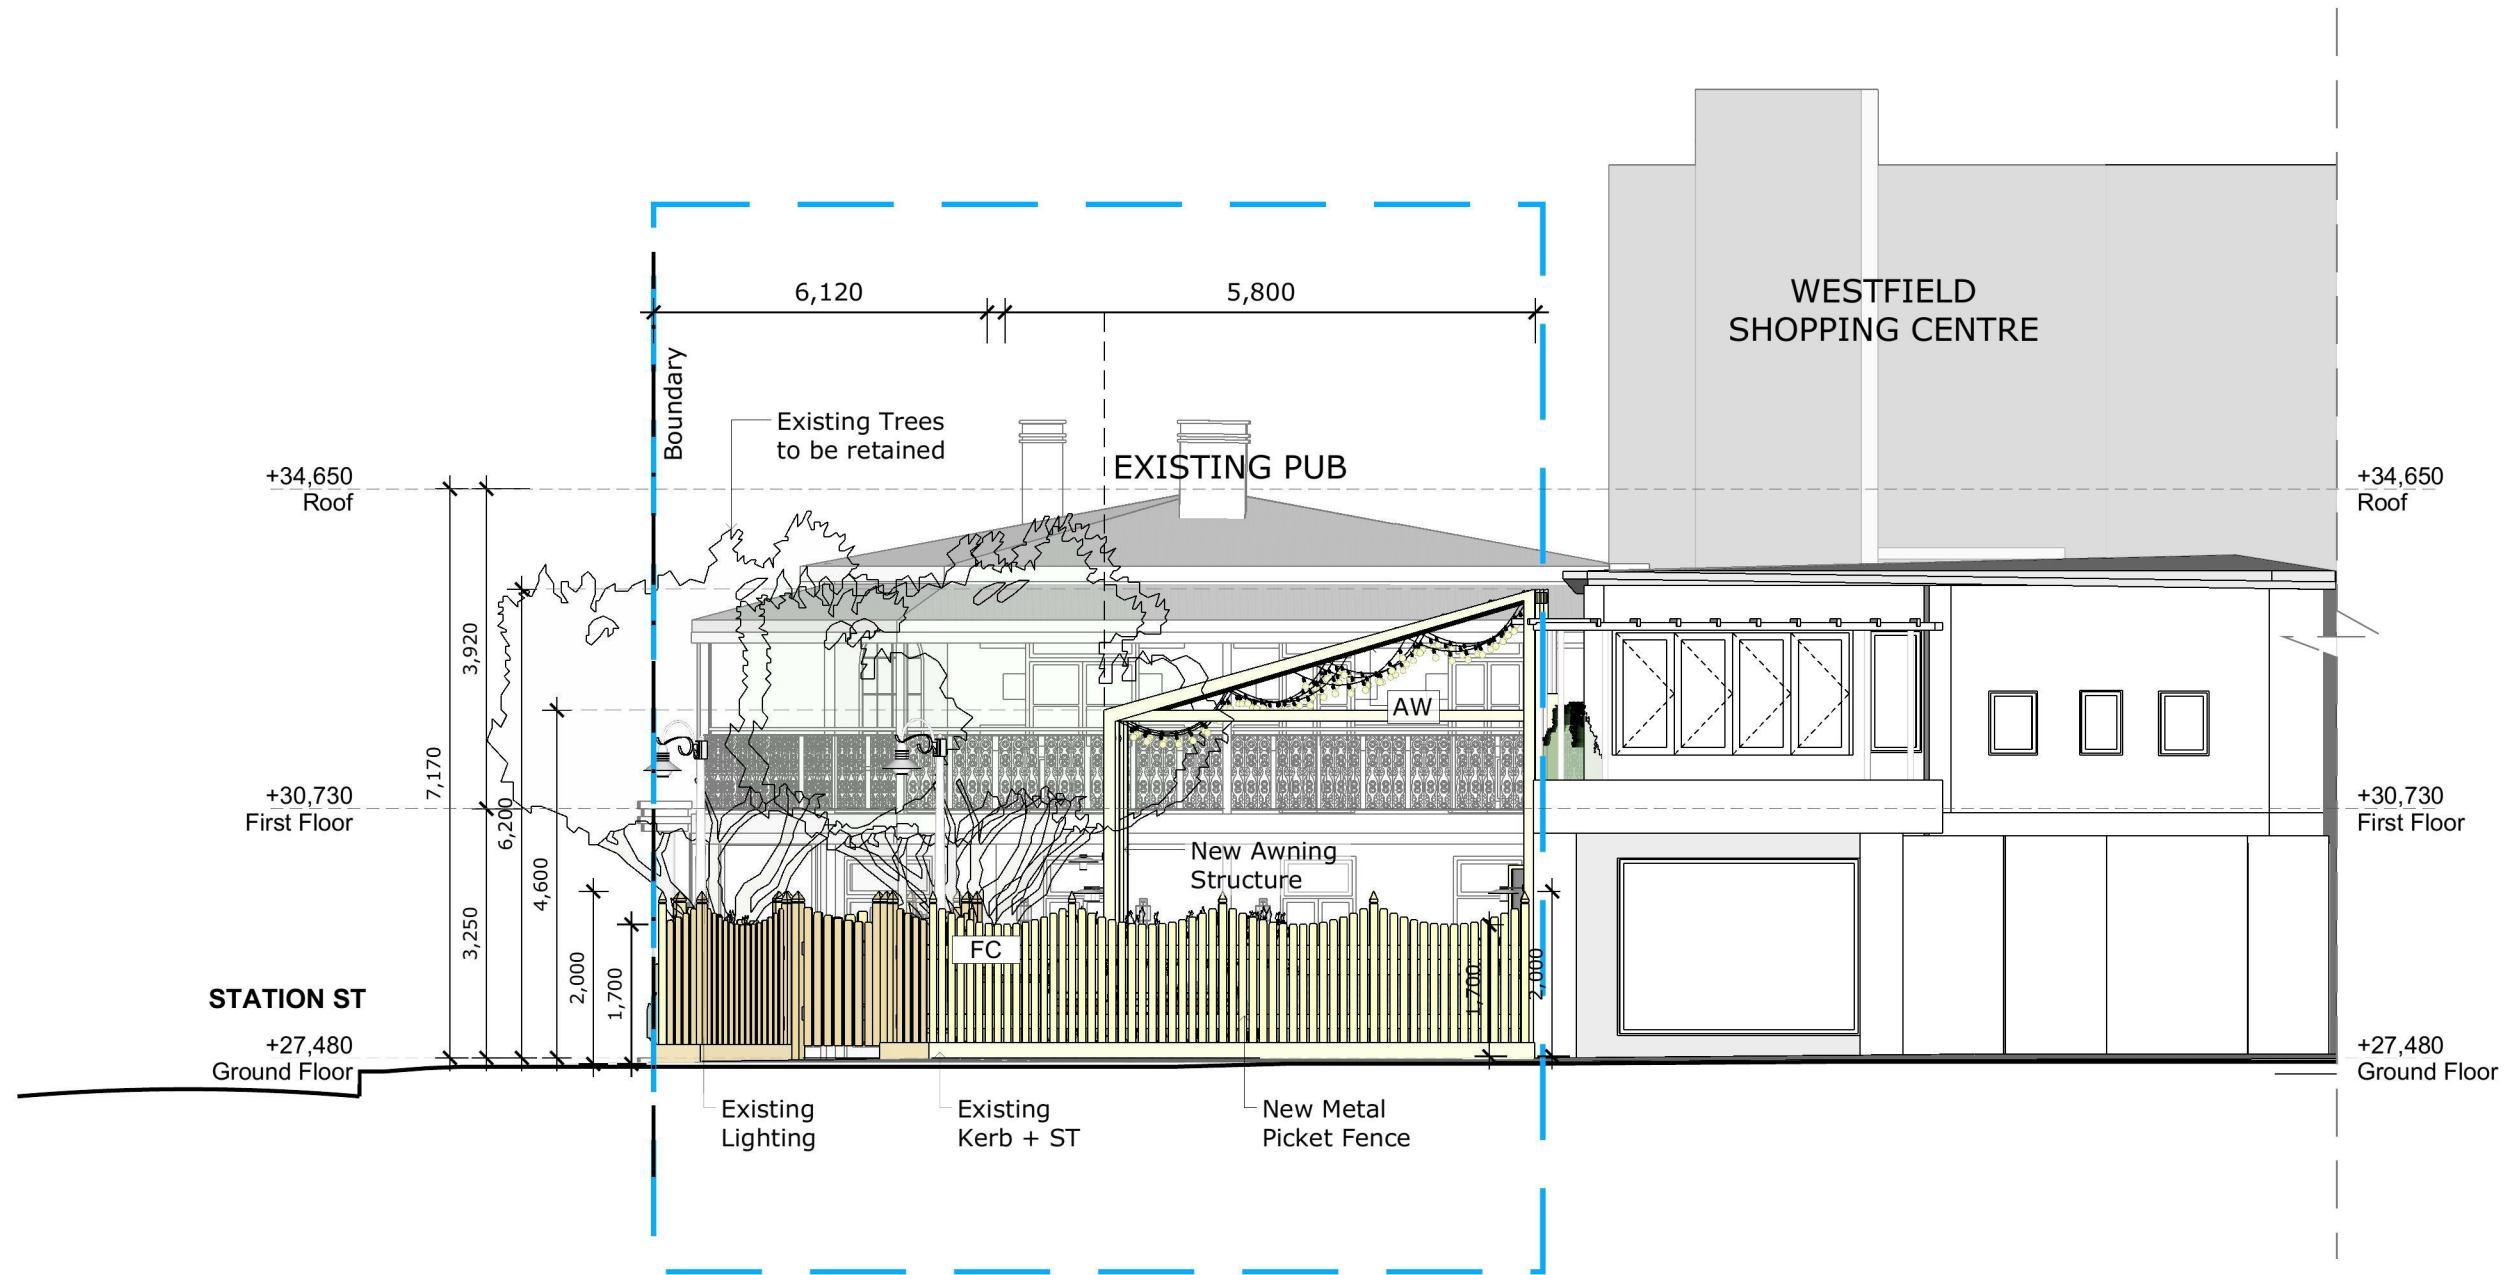 WESTFIELD
SHOPPING CENTRE
6,120
5,800
Boundary
Existing Trees
to be retained
EXISTING PUB
+34,650
Roof
+34,650
Roof
3,920
7,170
+30,730
First Floor
+30,730
First Floor
6,200
4,600
3,250
2,000
1,700
AW
New Awning
Structure
FC
1,700
2,000
STATION ST
+27,480
Ground Floor
+27,480
Ground Floor
Existing
Lighting
Existing
Kerb + ST
New Metal
Picket Fence